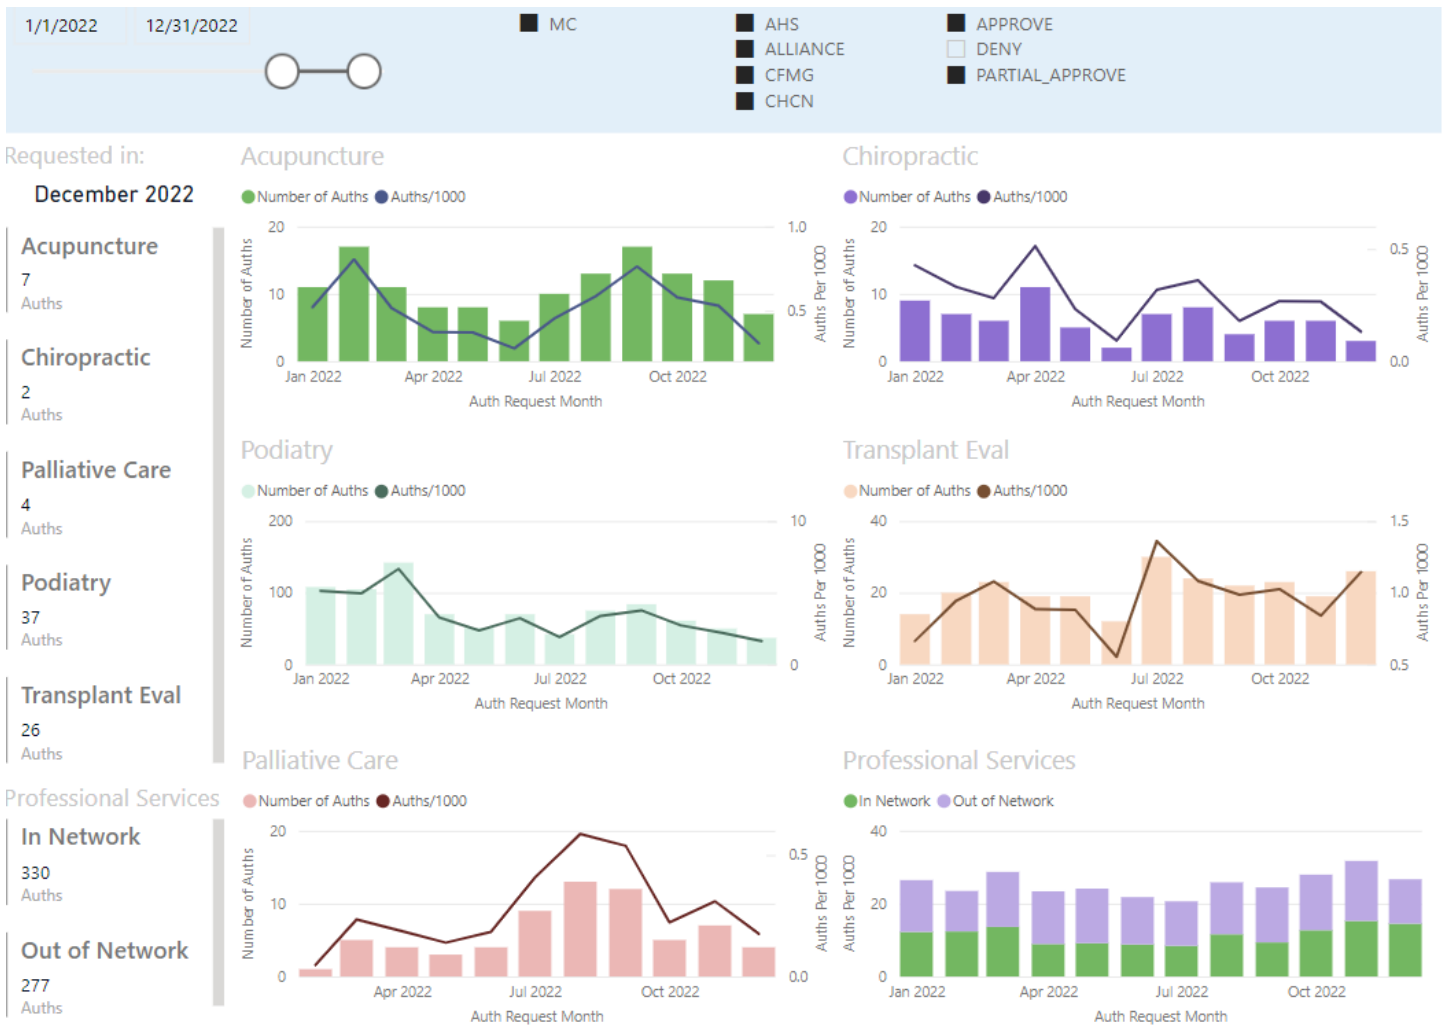 1/1/2022 12/31/2022
MC
AHS
ALLIANCE
CFMG
CHCN
APPROVE
DENY
PARTIAL_APPROVE
Requested in:
December 2022
Acupuncture
7
Auths
Chiropractic
2
Auths
Palliative Care
4
Auths
Podiatry
37
Auths
Transplant Eval
26
Auths
Professional Services
In Network
330
Auths
Out of Network
277
Auths
Acupuncture
Number of Auths Auths/1000
Number of Auths
20
10
0
1.0
0.5
Auths Per 1000
Jan 2022 Apr 2022 Jul 2022 Oct 2022
Auth Request Month
Chiropractic
Number of Auths Auths/1000
Number of Auths
20
10
0
0.5
0.0
Auths Per 1000
Jan 2022 Apr 2022 Jul 2022 Oct 2022
Auth Request Month
Podiatry
Number of Auths Auths/1000
Number of Auths
200
100
0
10
0
Auths Per 1000
Jan 2022 Apr 2022 Jul 2022 Oct 2022
Auth Request Month
Transplant Eval
Number of Auths Auths/1000
Number of Auths
40
20
0
1.5
1.0
0.5
Auths Per 1000
Jan 2022 Apr 2022 Jul 2022 Oct 2022
Auth Request Month
Palliative Care
Number of Auths Auths/1000
Number of Auths
20
10
0
0.5
0.0
Auths Per 1000
Apr 2022 Jul 2022 Oct 2022
Auth Request Month
Professional Services
In Network Out of Network
Auths Per 1000
40
20
0
Jan 2022 Apr 2022 Jul 2022 Oct 2022
Auth Request Month